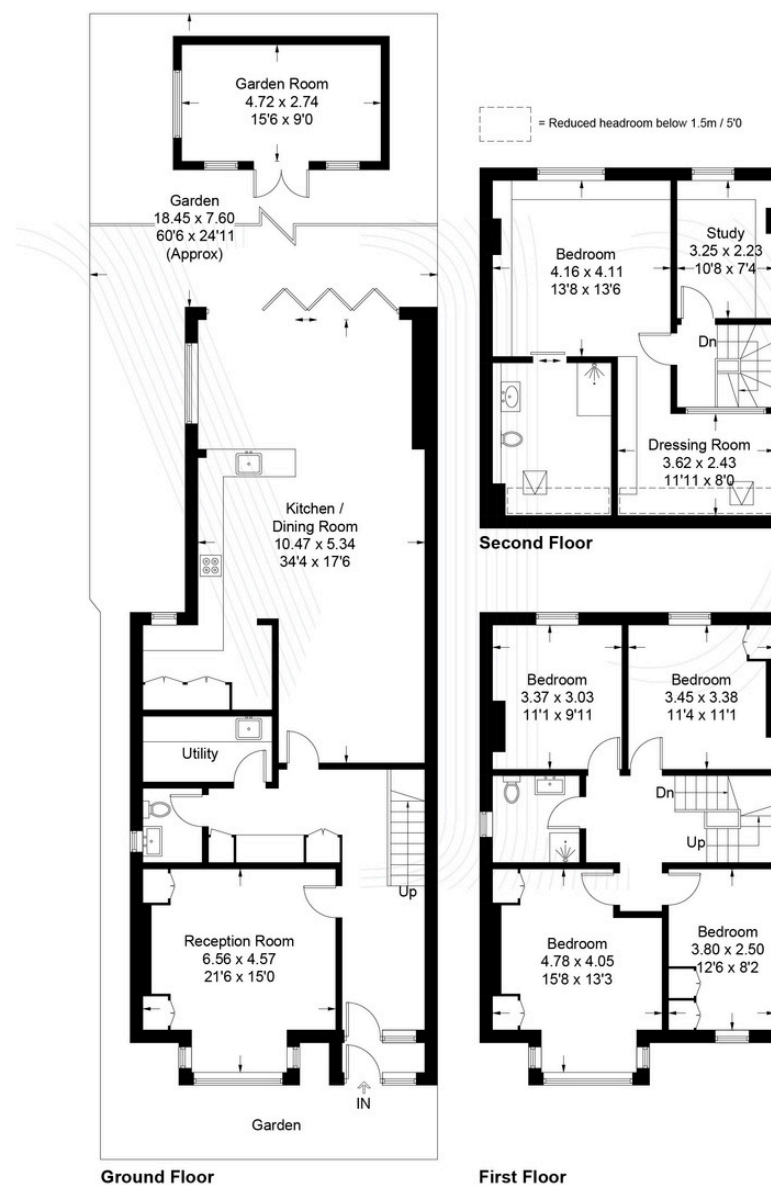 Garden Room
4.72 x 2.74
15'6 x 9'0
= Reduced headroom below 1.5m / 5'0
Garden
18.45 x 7.60
60'6 x 24'11
(Approx)
Bedroom
4.16 x 4.11
13'8 x 13'6
Study
3.25 x 2.23
10'8 x 7'4
Dn
Dressing Room
3.62 x 2.43
11'11 x 8'0
Second Floor
Kitchen /
Dining Room
10.47 x 5.34
34'4 x 17'6
Utility
Up
Reception Room
6.56 x 4.57
21'6 x 15'0
IN
Garden
Ground Floor
Bedroom
3.37 x 3.03
11'1 x 9'11
Bedroom
3.45 x 3.38
11'4 x 11'1
Dn
Up
Bedroom
4.78 x 4.05
15'8 x 13'3
Bedroom
3.80 x 2.50
12'6 x 8'2
First Floor